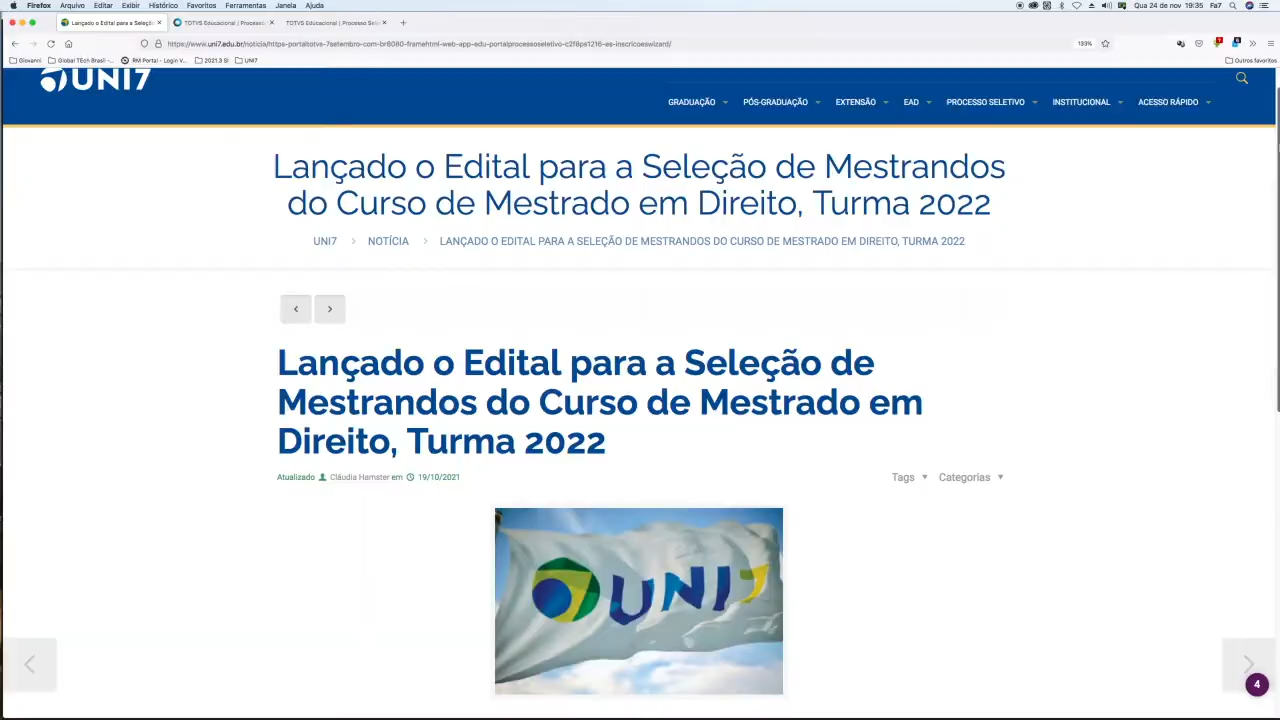 Firefox Arquivo Editar Exibir Histórico Favoritos Ferramentas Janela Ajuda
Qua 24 de nov 19:35 Fa7
Lançado o Edital para a Seleçã
TOTVS Educacional | Processo
TOTVS Educacional | Processo Sele
133%
Giovanni
Global TEch Brasil -...
RM Portal - Login V...
2021.3 SI
UNI7
Outros favoritos
UNI7
GRADUAÇÃO
PÓS-GRADUAÇÃO
EXTENSÃO
EAD
PROCESSO SELETIVO
INSTITUCIONAL
ACESSO RÁPIDO
Lançado o Edital para a Seleção de Mestrandos
do Curso de Mestrado em Direito, Turma 2022
UNI7 > NOTÍCIA > LANÇADO O EDITAL PARA A SELEÇÃO DE MESTRANDOS DO CURSO DE MESTRADO EM DIREITO, TURMA 2022
Lançado o Edital para a Seleção de
Mestrandos do Curso de Mestrado em
Direito, Turma 2022
Atualizado Cláudia Hamster em 19/10/2021
Tags
Categorias
UNI7
4